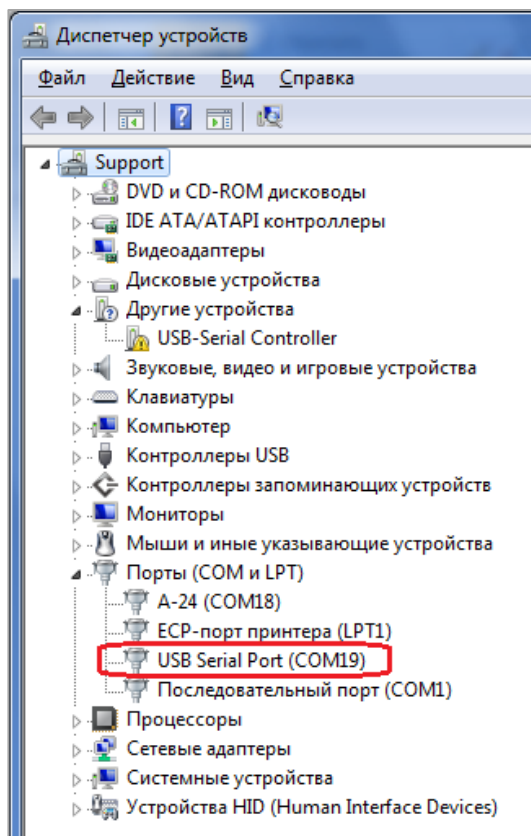 Диспетчер устройств
Файл Действие Вид Справка
Support
DVD и CD-ROM дисководы
IDE ATA/ATAPI контроллеры
Видеоадаптеры
Дисковые устройства
Другие устройства
USB-Serial Controller
Звуковые, видео и игровые устройства
Клавиатуры
Компьютер
Контроллеры USB
Контроллеры запоминающих устройств
Мониторы
Мыши и иные указывающие устройства
Порты (COM и LPT)
A-24 (COM18)
ECP-порт принтера (LPT1)
USB Serial Port (COM19)
Последовательный порт (COM1)
Процессоры
Сетевые адаптеры
Системные устройства
Устройства HID (Human Interface Devices)